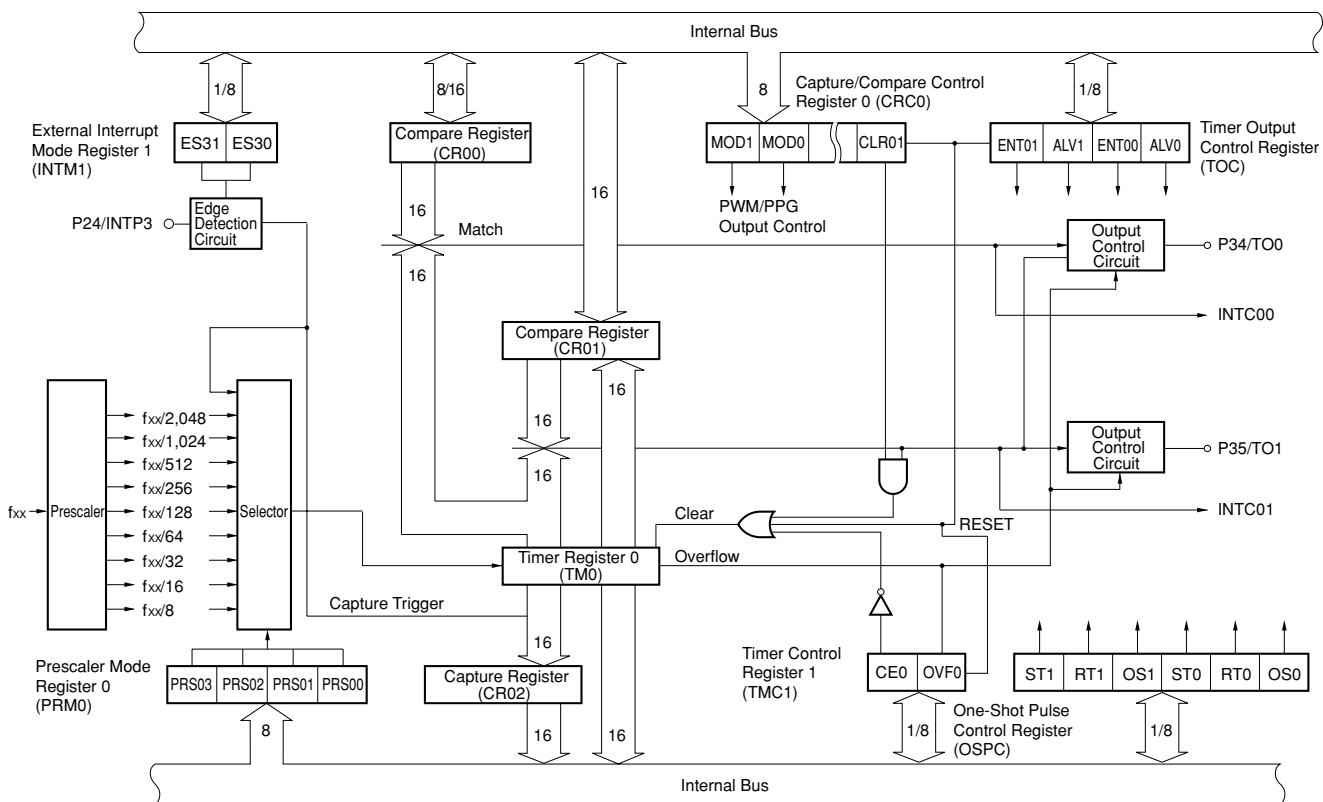 Internal Bus
1/8
8/16
8
Capture/Compare Control
Register 0 (CRC0)
1/8
External Interrupt
Mode Register 1
(INTM1)
ES31 ES30
Compare Register
(CR00)
16
MOD1 MOD0 CLR01
ENT01 ALV1 ENT00 ALV0
Timer Output
Control Register
(TOC)
P24/INTP3
Edge
Detection
Circuit
16
Match
16
PWM/PPG
Output Control
Output
Control
Circuit
P34/TO0
INTC00
Compare Register
(CR01)
16
16
16
Output
Control
Circuit
P35/TO1
INTC01
fxx
Prescaler
fxx/2,048
fxx/1,024
fxx/512
fxx/256
fxx/128
fxx/64
fxx/32
fxx/16
fxx/8
Selector
Clear
RESET
Timer Register 0
(TM0)
Overflow
Capture Trigger
16
16
Prescaler Mode
Register 0
(PRM0)
PRS03 PRS02 PRS01 PRS00
8
Capture Register
(CR02)
16
16
Timer Control
Register 1
(TMC1)
CE0 OVF0
1/8
One-Shot Pulse
Control Register
(OSPC)
ST1 RT1 OS1 ST0 RT0 OS0
1/8
Internal Bus